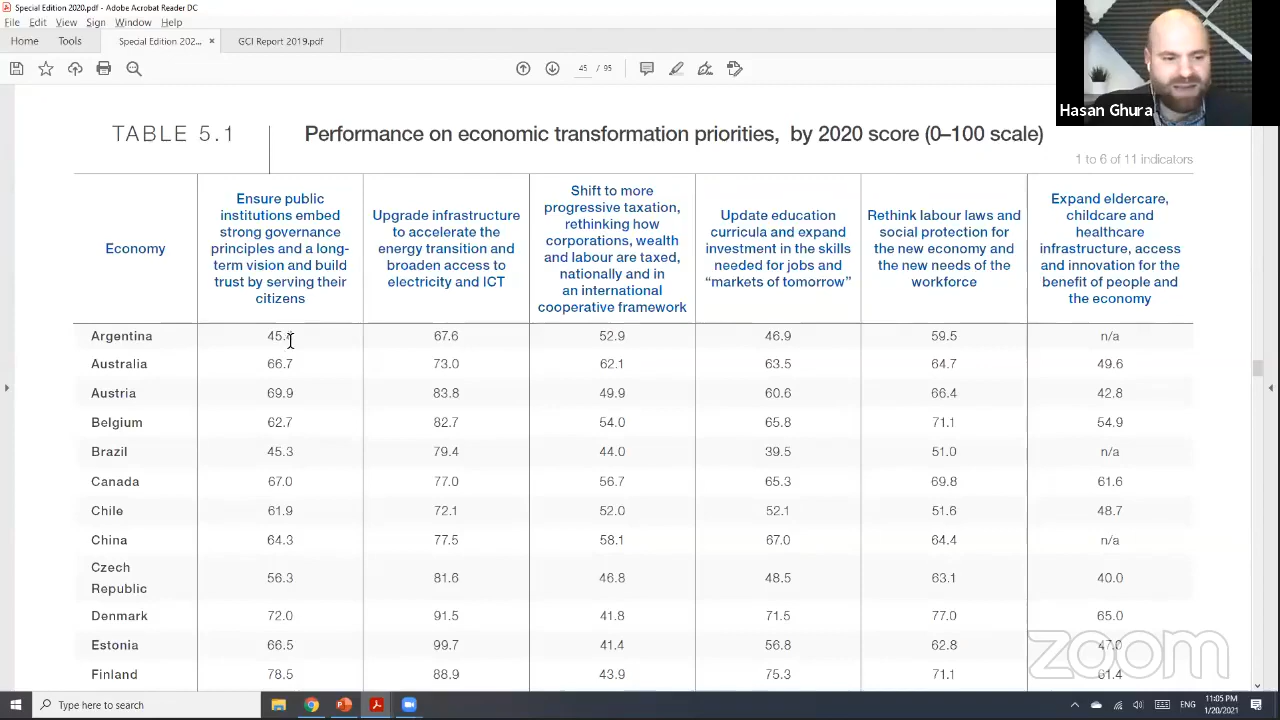 Special Edition 2020.pdf - Adobe Acrobat Reader DC
File Edit View Sign Window Help
Home Tools Special Edition 202... × GCI Report 2019.pdf
45 / 95
Hasan Ghura
TABLE 5.1 Performance on economic transformation priorities, by 2020 score (0–100 scale)
1 to 6 of 11 indicators
Economy
Ensure public
institutions embed
strong governance
principles and a long-
term vision and build
trust by serving their
citizens
Upgrade infrastructure
to accelerate the
energy transition and
broaden access to
electricity and ICT
Shift to more
progressive taxation,
rethinking how
corporations, wealth
and labour are taxed,
nationally and in
an international
cooperative framework
Update education
curricula and expand
investment in the skills
needed for jobs and
“markets of tomorrow”
Rethink labour laws and
social protection for
the new economy and
the new needs of the
workforce
Expand eldercare,
childcare and
healthcare
infrastructure, access
and innovation for the
benefit of people and
the economy
Argentina 67.6 52.9 46.9 59.5 n/a
Australia 66.7 73.0 62.1 63.5 64.7 49.6
Austria 69.9 83.8 49.9 60.6 66.4 42.8
Belgium 62.7 82.7 54.0 65.8 71.1 54.9
Brazil 45.3 79.4 44.0 39.5 51.0 n/a
Canada 67.0 77.0 56.7 65.3 69.8 61.6
Chile 61.9 72.1 52.0 52.1 51.6 48.7
China 64.3 77.5 58.1 67.0 64.4 n/a
Czech
Republic 56.3 81.6 46.8 48.5 63.1 40.0
Denmark 72.0 91.5 41.8 71.5 77.0 65.0
Estonia 66.5 99.7 41.4 56.8 62.8 47.0
Finland 78.5 88.9 43.9 75.3 71.1 61.4
zoom
Type here to search
ENG
11:05 PM
1/20/2021